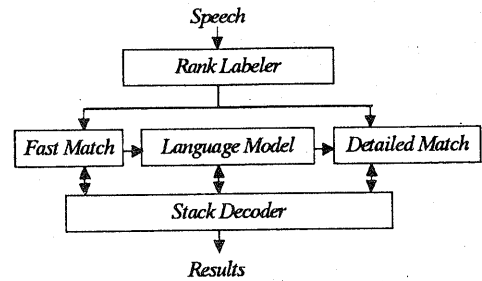 Speech
Rank Labeler
Fast Match
Language Model
Detailed Match
Stack Decoder
Results